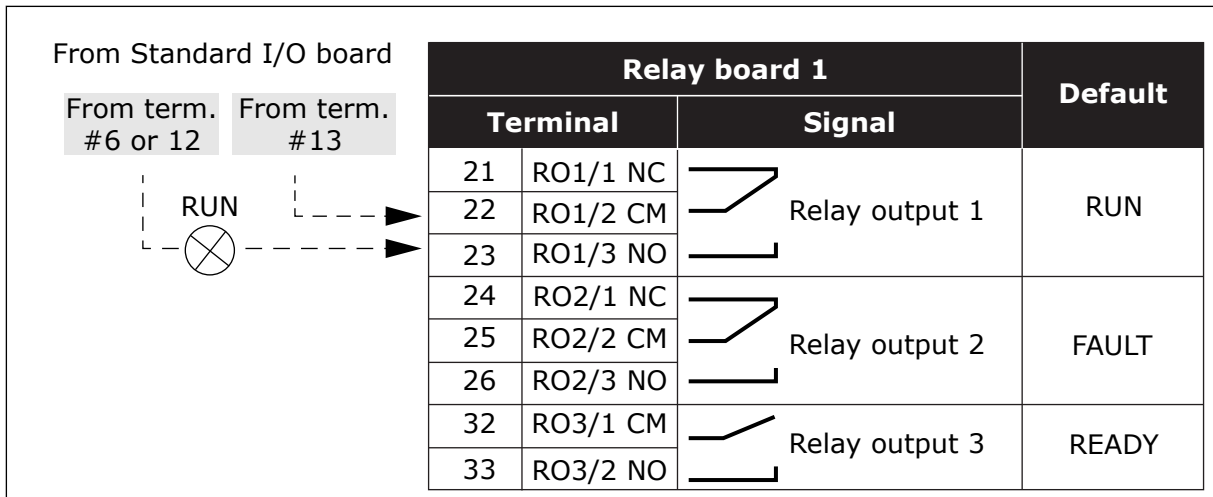 From Standard I/O board
From term. #6 or 12
From term. #13
RUN
Relay board 1
Default
Terminal
Signal
21 RO1/1 NC
22 RO1/2 CM
23 RO1/3 NO
Relay output 1
RUN
24 RO2/1 NC
25 RO2/2 CM
26 RO2/3 NO
Relay output 2
FAULT
32 RO3/1 CM
33 RO3/2 NO
Relay output 3
READY